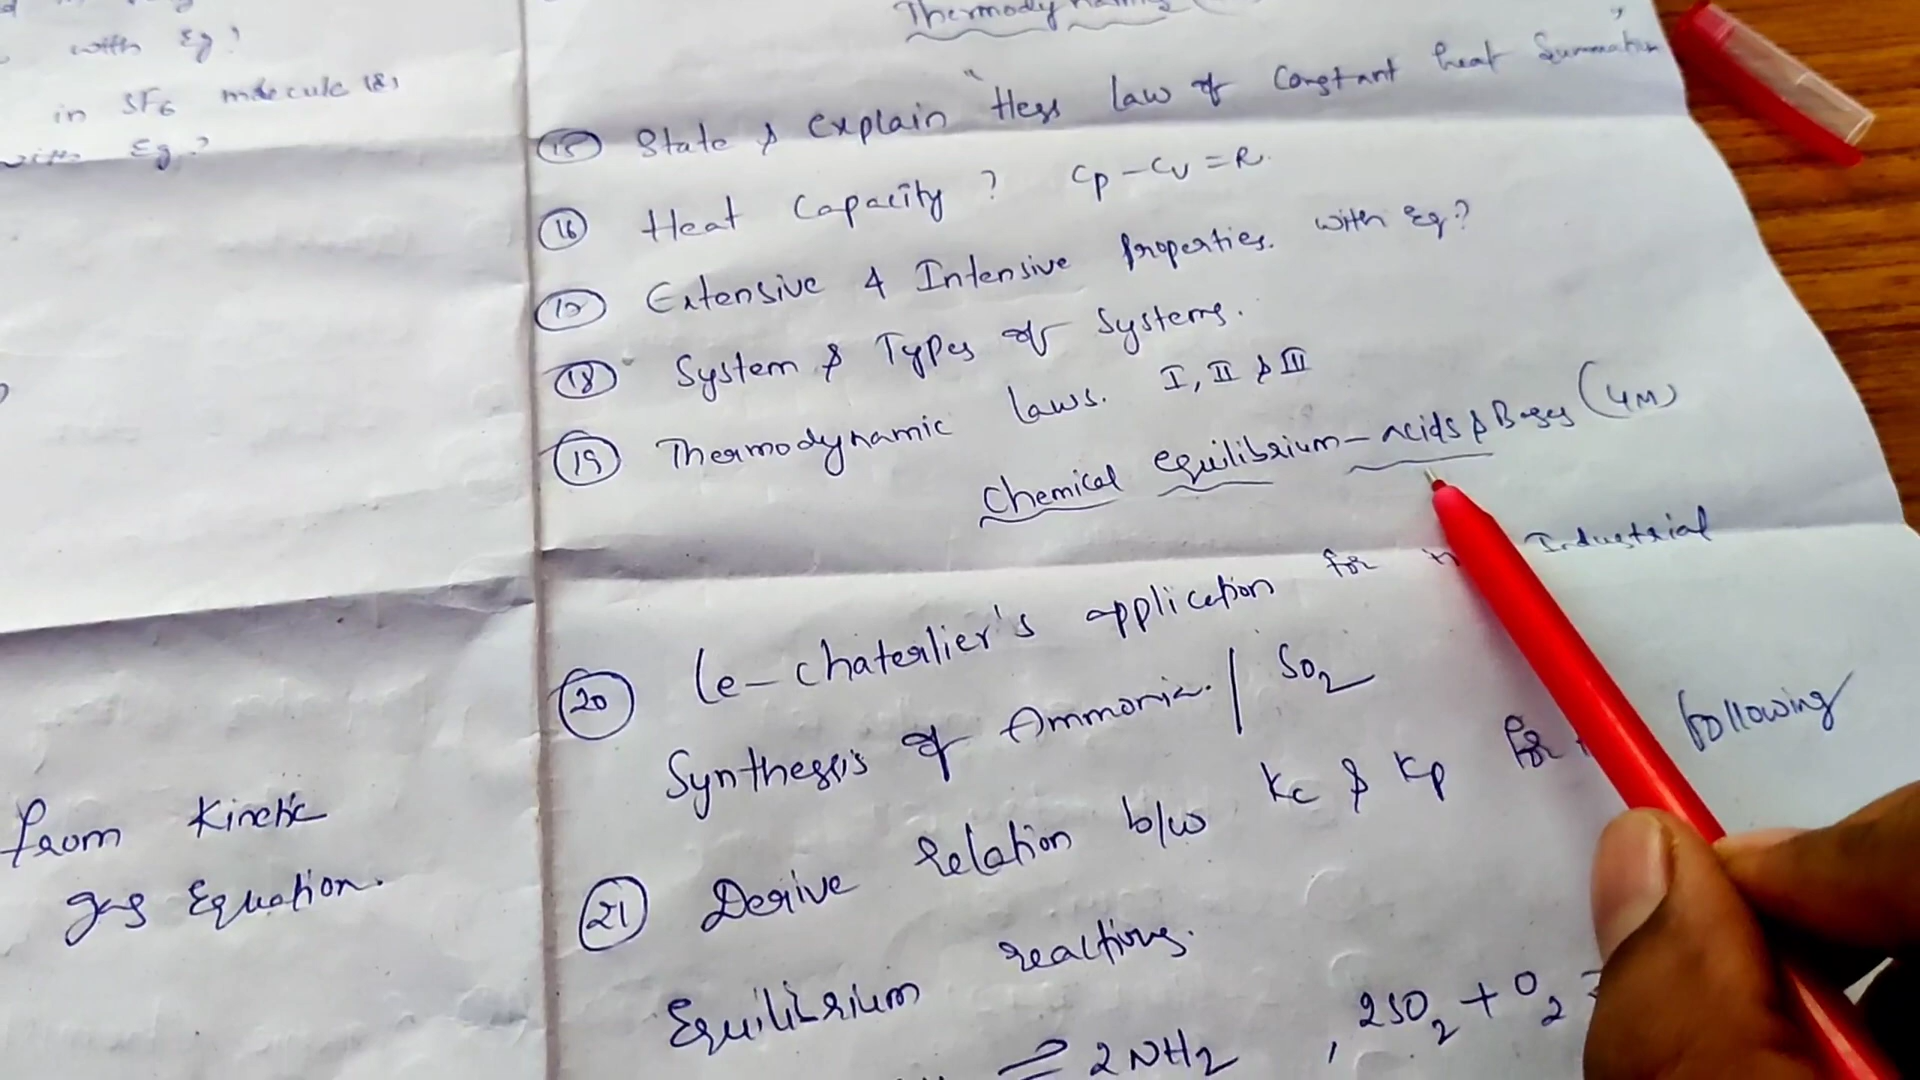 with Eg?
in SF6 molecule (8)
with Eg?
from Kinetic
gas Equation.
Thermodynamics
(15) State & explain "Hess Law of Constant heat Summation"
(16) Heat Capacity? Cp-Cv=R.
Extensive & Intensive Properties. with Eg?
(18) System & Types of Systems.
(19) Thermodynamic Laws. I, II & III
Chemical equilibrium - acids & Bases (4M)
(20) Le-chaterlier's application for Industrial
Synthesis of Ammonia. / SO2
(21) Derive relation b/w Kc & Kp for following
Equilibrium reactions.
⇌ 2NH2, 2SO2 + O2